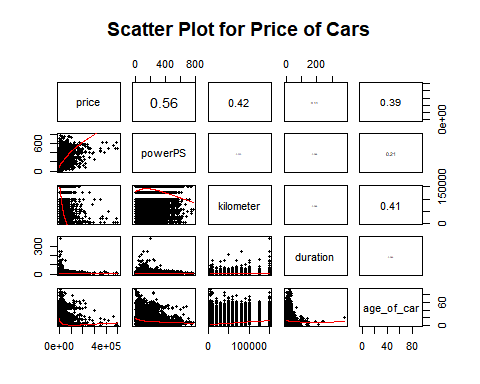 Scatter Plot for Price of Cars
0 400 800
0 200
price
0.56
0.42
0.39
0e+00
0 600
powerPS
0.21
kilometer
0.41
0 150000
0 300
duration
age_of_car
0 60
0e+00 4e+05
0 100000
0 40 80